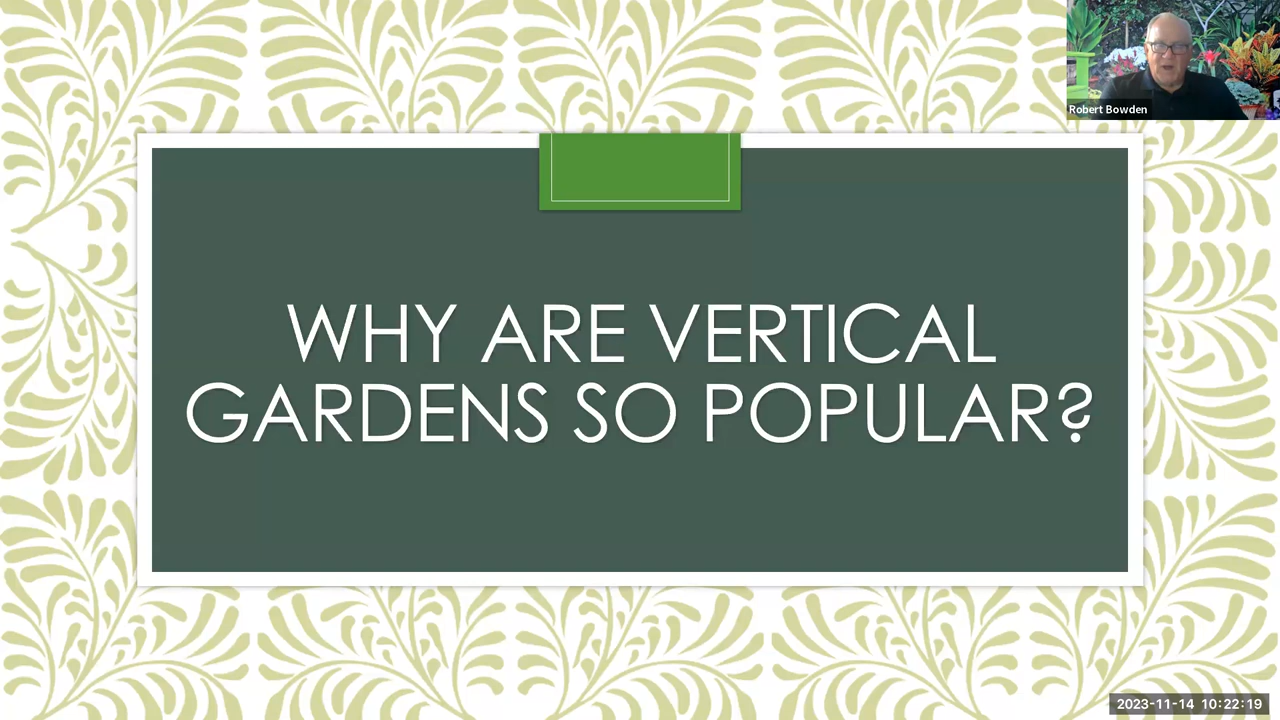 Robert Bowden
WHY ARE VERTICAL
GARDENS SO POPULAR?
2023-11-14 10:22:19